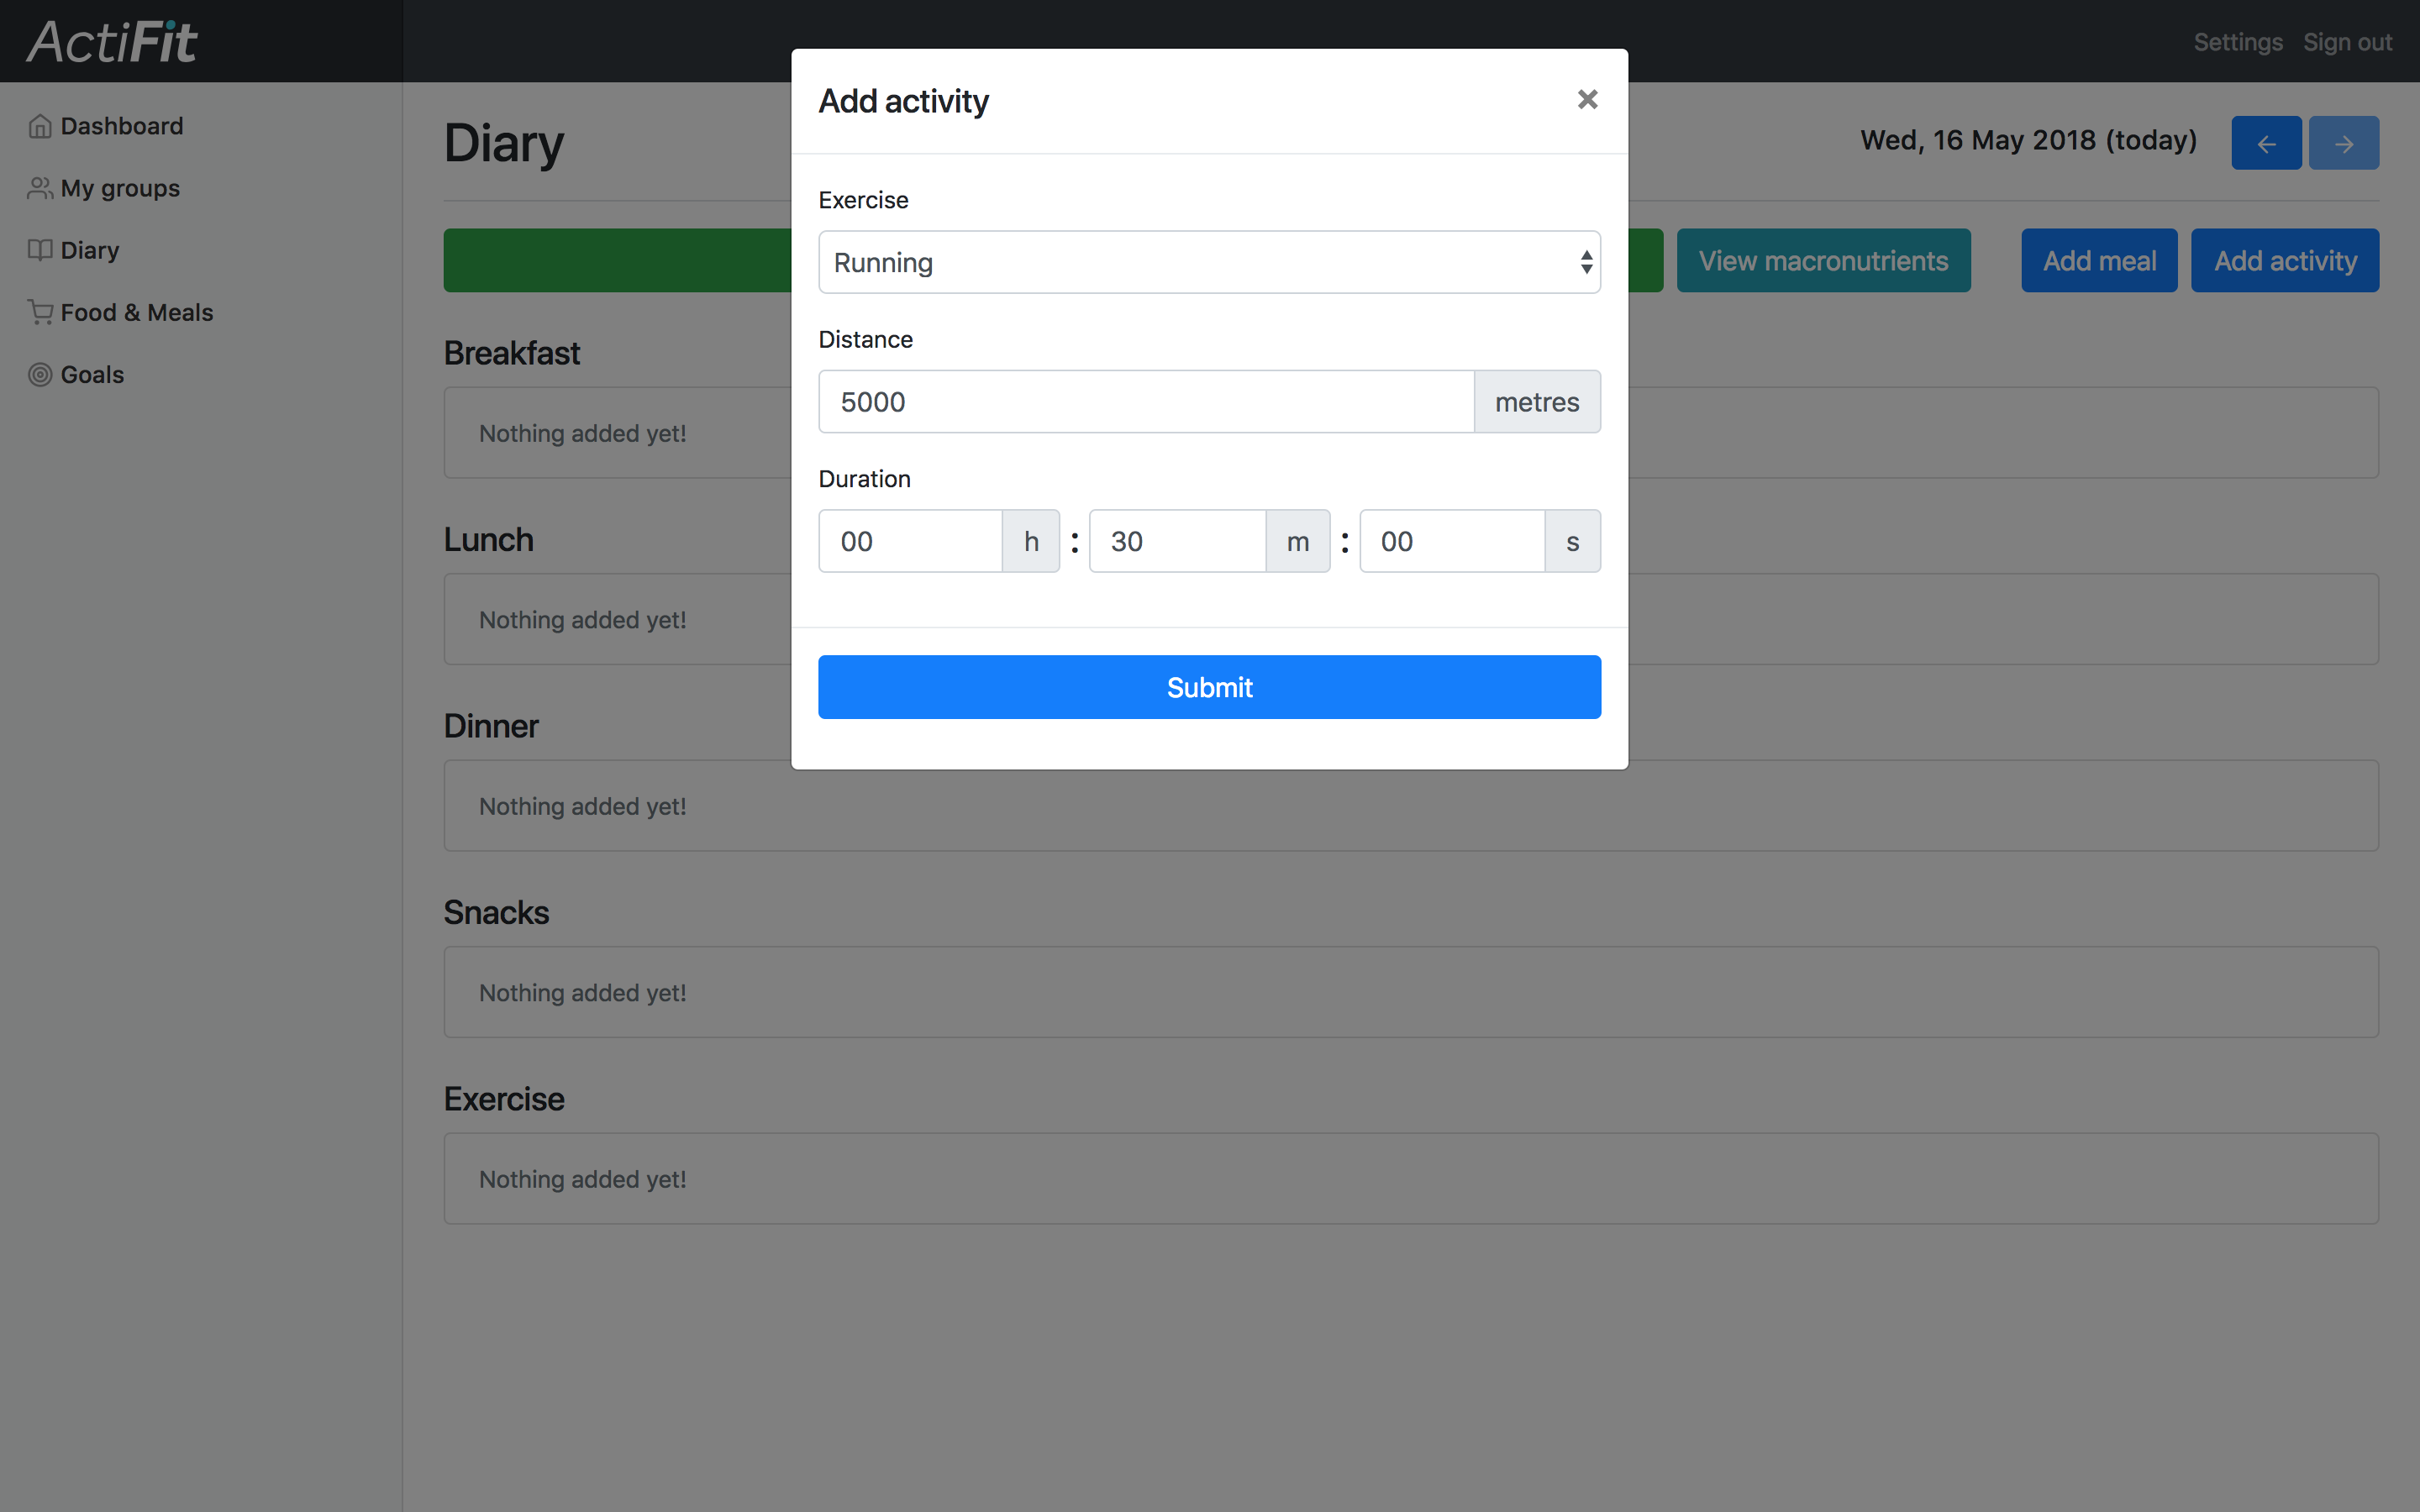 ActiFit
Settings Sign out
Dashboard
My groups
Diary
Food & Meals
Goals
Diary
Wed, 16 May 2018 (today)
View macronutrients
Add meal
Add activity
Breakfast
Nothing added yet!
Lunch
Nothing added yet!
Dinner
Nothing added yet!
Snacks
Nothing added yet!
Exercise
Nothing added yet!
Add activity
×
Exercise
Running
Distance
5000 metres
Duration
00 h : 30 m : 00 s
Submit